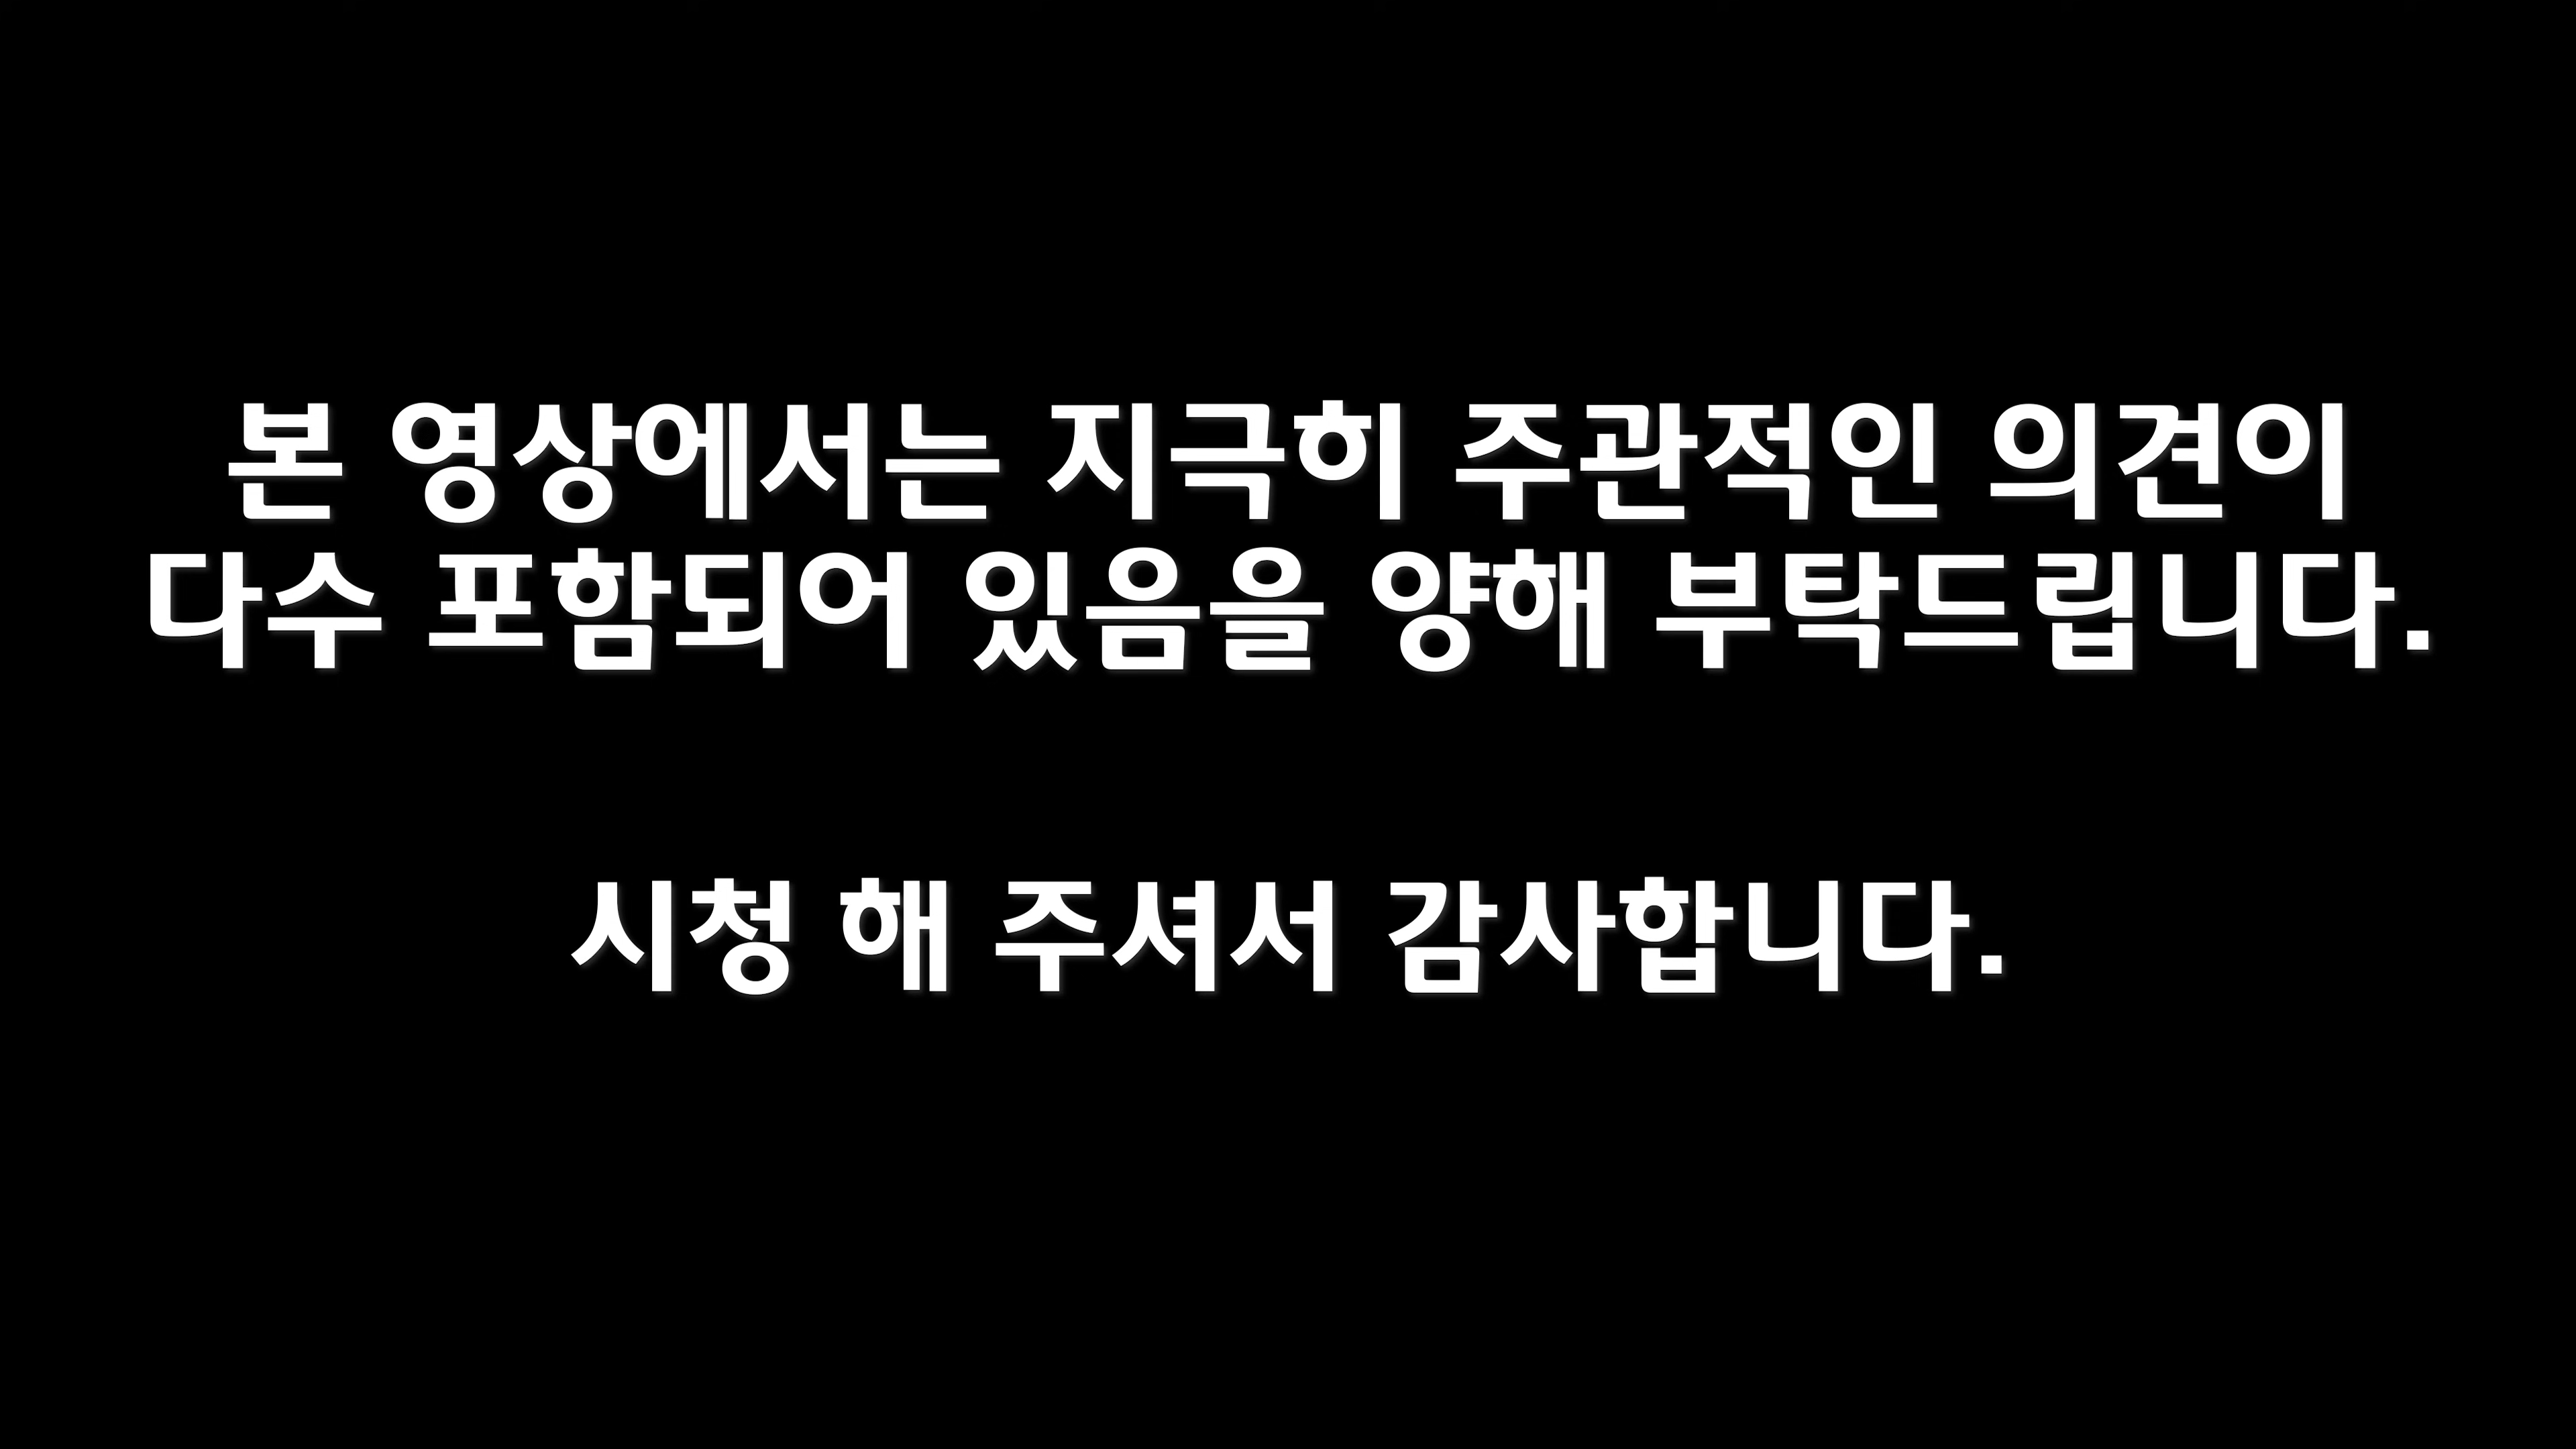 본 영상에서는 지극히 주관적인 의견이
다수 포함되어 있음을 양해 부탁드립니다.
시청 해 주셔서 감사합니다.